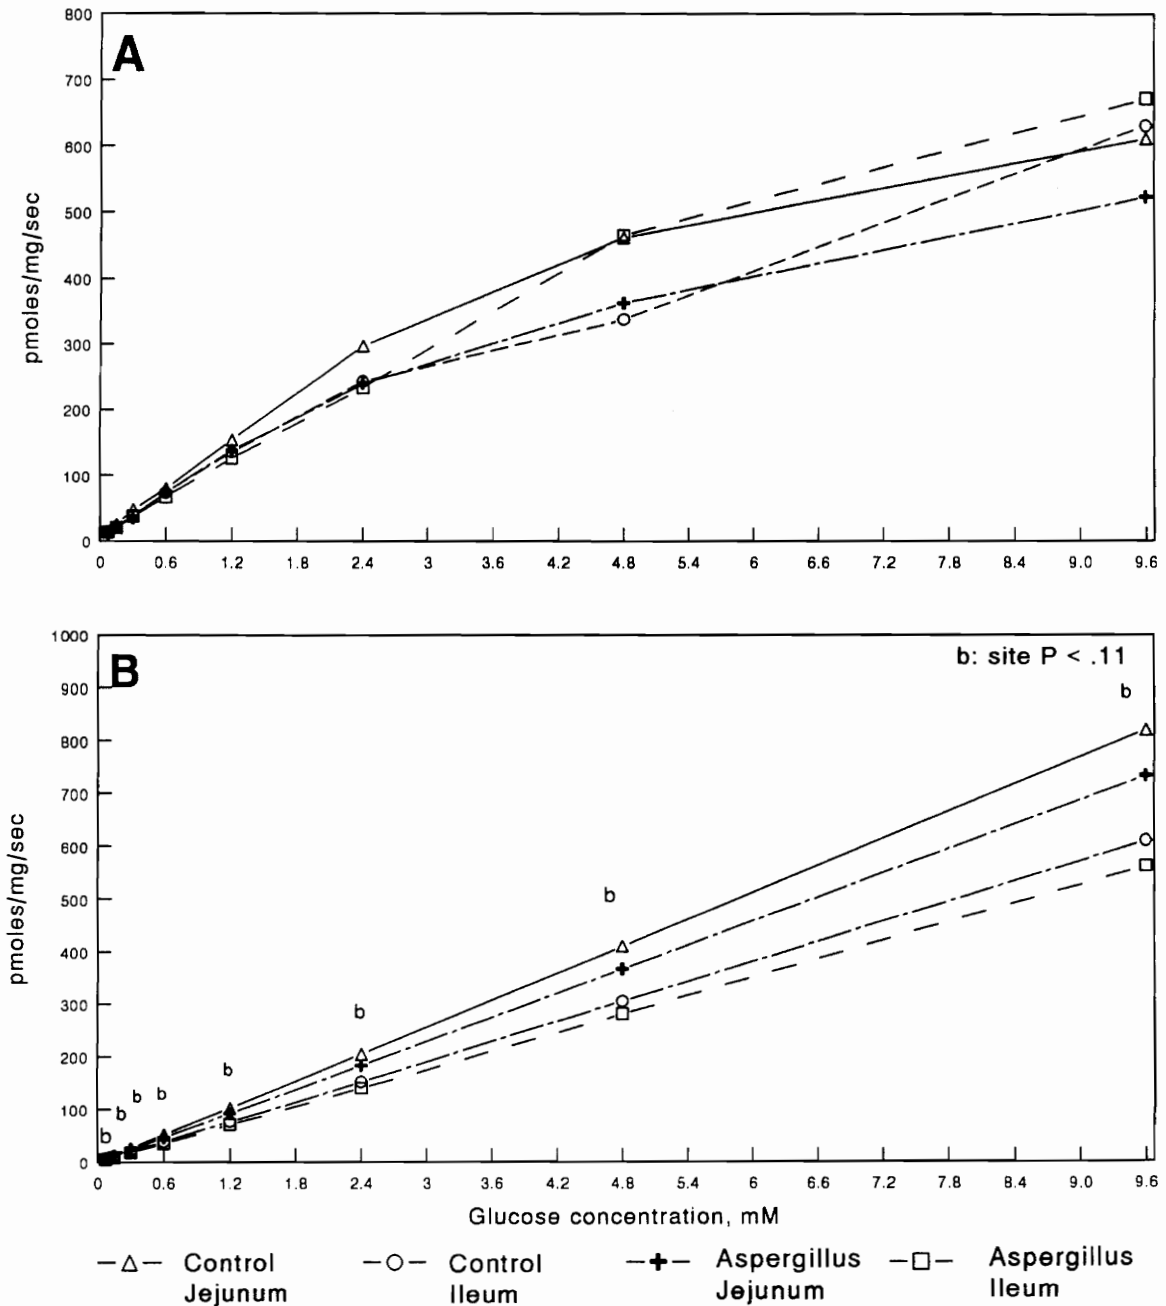 A
800
700
600
500
400
300
200
100
0
pmoles/mg/sec
0 0.6 1.2 1.8 2.4 3 3.6 4.2 4.8 5.4 6 6.6 7.2 7.8 8.4 9.0 9.6
B
b: site P < .11
1000
900
800
700
600
500
400
300
200
100
0
pmoles/mg/sec
b
b
b
b
b
b
b
b
0 0.6 1.2 1.8 2.4 3 3.6 4.2 4.8 5.4 6 6.6 7.2 7.8 8.4 9.0 9.6
Glucose concentration, mM
Control Jejunum
Control Ileum
Aspergillus Jejunum
Aspergillus Ileum